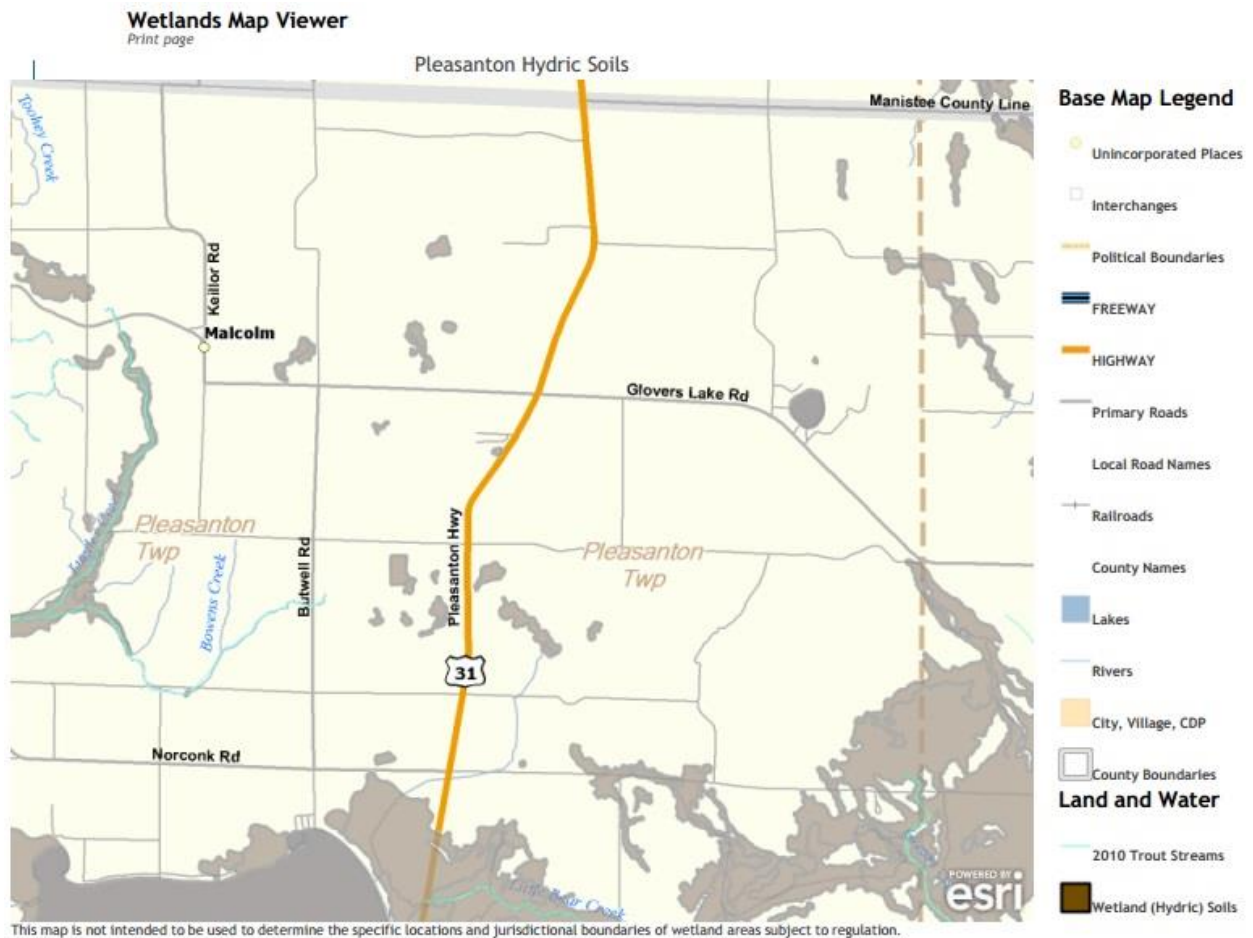 Wetlands Map Viewer
Print page
Pleasanton Hydric Soils
Manistee County Line
Toohey Creek
Keillor Rd
Malcolm
Glovers Lake Rd
Pleasanton
Twp
Pleasanton
Twp
Butwell Rd
Pleasanton Hwy
Bowens Creek
31
Norconk Rd
Little Bear Creek
POWERED BY
esri
Base Map Legend
Unincorporated Places
Interchanges
Political Boundaries
FREEWAY
HIGHWAY
Primary Roads
Local Road Names
Railroads
County Names
Lakes
Rivers
City, Village, CDP
County Boundaries
Land and Water
2010 Trout Streams
Wetland (Hydric) Soils
This map is not intended to be used to determine the specific locations and jurisdictional boundaries of wetland areas subject to regulation.